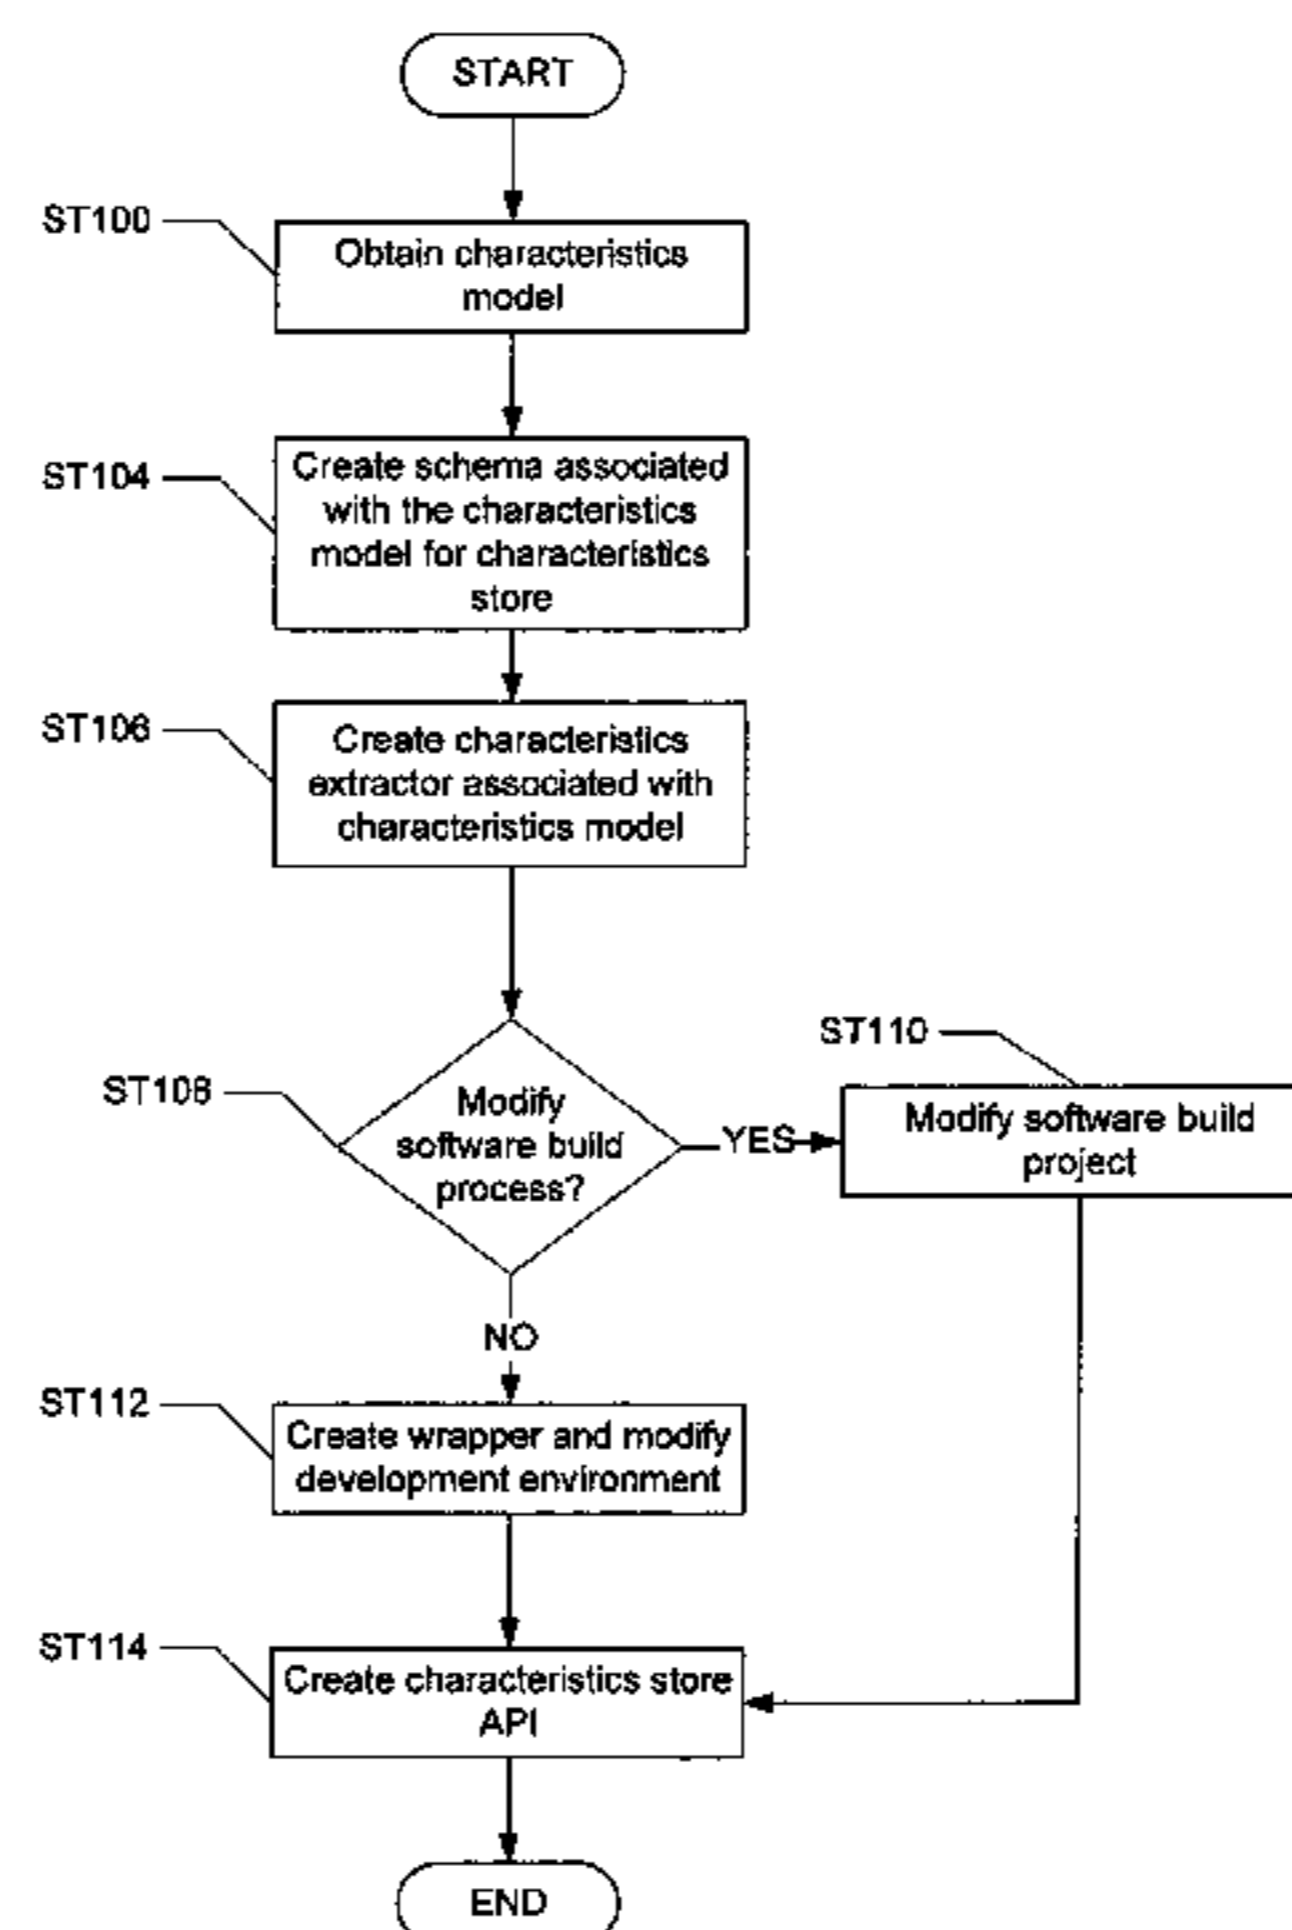 START
ST100
Obtain characteristics
model
ST104
Create schema associated
with the characteristics
model for characteristics
store
ST106
Create characteristics
extractor associated with
characteristics model
ST108
Modify
software build
process?
YES
ST110
Modify software build
project
NO
ST112
Create wrapper and modify
development environment
ST114
Create characteristics store
API
END